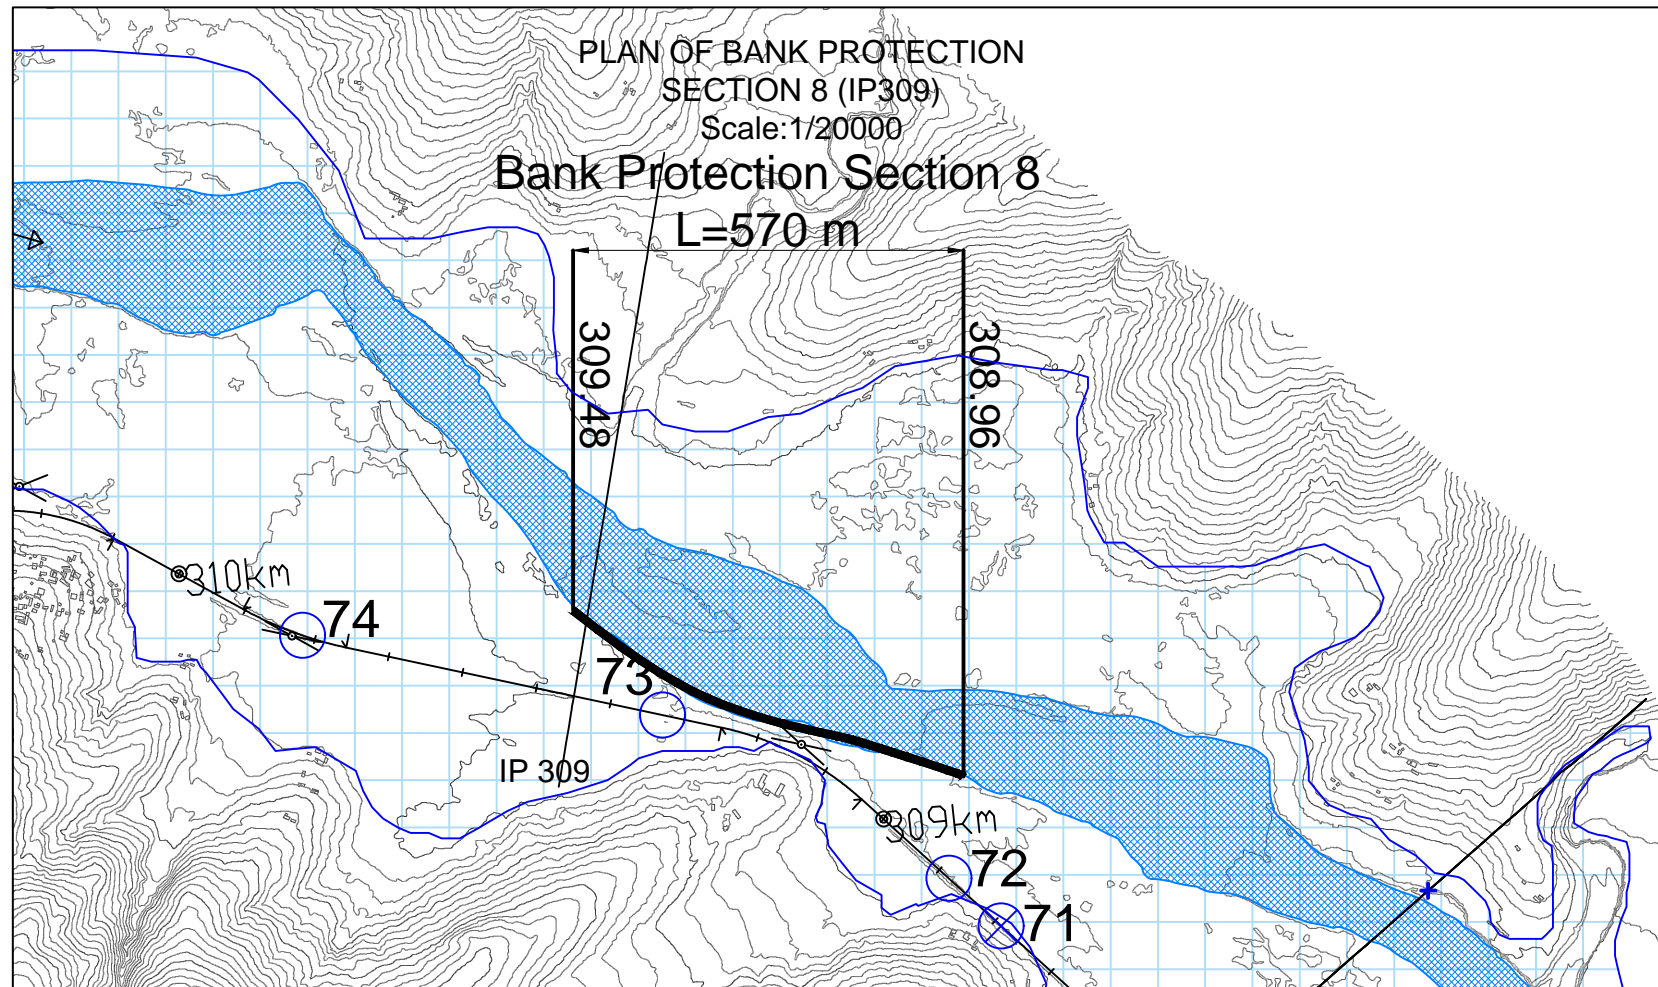 PLAN OF BANK PROTECTION
SECTION 8 (IP309)
Scale:1/20000
Bank Protection Section 8
L=570 m
309.48
308.96
310km
74
73
IP 309
309km
72
71